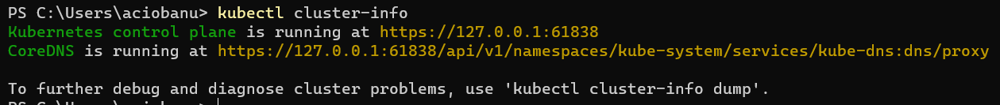 PS C:\Users\aciobanu> kubectl cluster-info
Kubernetes control plane is running at https://127.0.0.1:61838
CoreDNS is running at https://127.0.0.1:61838/api/v1/namespaces/kube-system/services/kube-dns:dns/proxy

To further debug and diagnose cluster problems, use 'kubectl cluster-info dump'.
PS C:\Users\aciobanu>